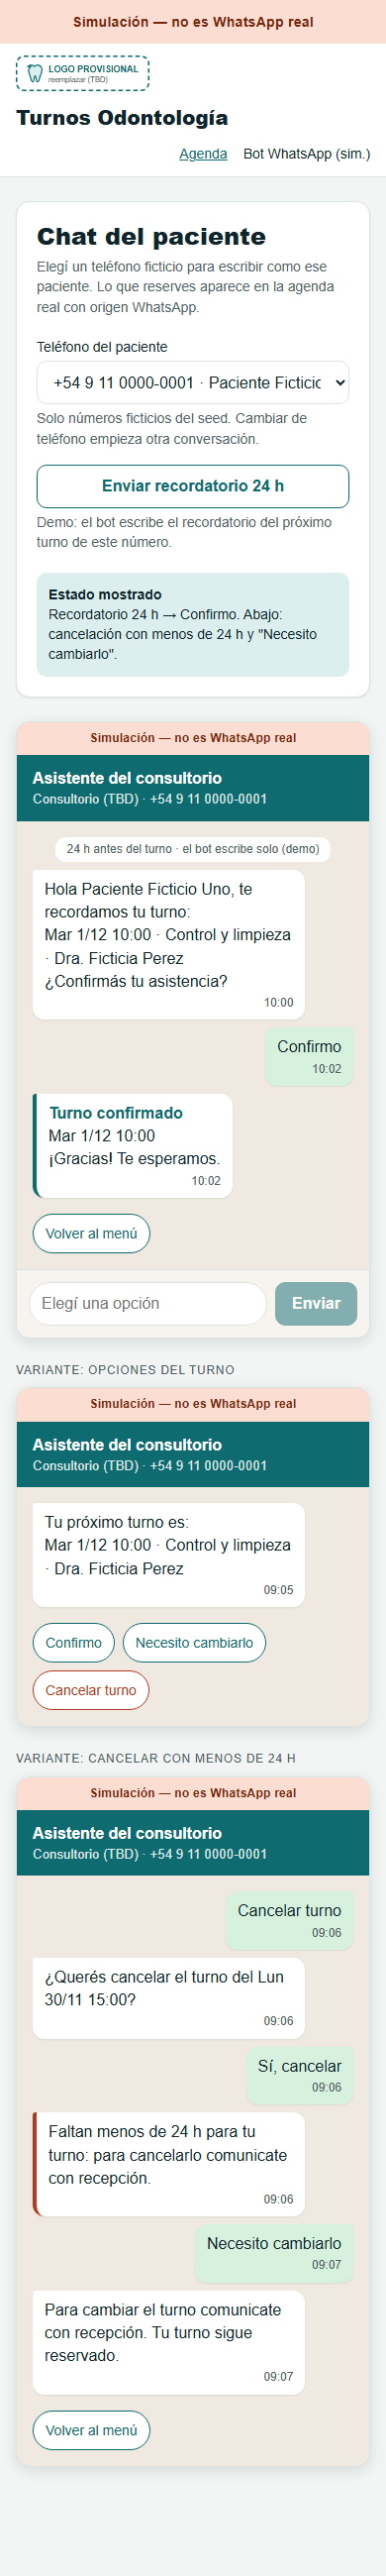 Simulación — no es WhatsApp real
LOGO PROVISIONAL
reemplazar (TBD)
Turnos Odontología
Agenda Bot WhatsApp (sim.)
Chat del paciente
Elegí un teléfono ficticio para escribir como ese
paciente. Lo que reserves aparece en la agenda
real con origen WhatsApp.
Teléfono del paciente
+54 9 11 0000-0001 · Paciente Ficticio
Solo números ficticios del seed. Cambiar de
teléfono empieza otra conversación.
Enviar recordatorio 24 h
Demo: el bot escribe el recordatorio del próximo
turno de este número.
Estado mostrado
Recordatorio 24 h → Confirmo. Abajo:
cancelación con menos de 24 h y "Necesito
cambiarlo".
Simulación — no es WhatsApp real
Asistente del consultorio
Consultorio (TBD) · +54 9 11 0000-0001
24 h antes del turno · el bot escribe solo (demo)
Hola Paciente Ficticio Uno, te
recordamos tu turno:
Mar 1/12 10:00 · Control y limpieza
· Dra. Ficticia Perez
¿Confirmás tu asistencia?
10:00
Confirmo
10:02
Turno confirmado
Mar 1/12 10:00
¡Gracias! Te esperamos.
10:02
Volver al menú
Elegí una opción
Enviar
VARIANTE: OPCIONES DEL TURNO
Simulación — no es WhatsApp real
Asistente del consultorio
Consultorio (TBD) · +54 9 11 0000-0001
Tu próximo turno es:
Mar 1/12 10:00 · Control y limpieza
· Dra. Ficticia Perez
09:05
Confirmo
Necesito cambiarlo
Cancelar turno
VARIANTE: CANCELAR CON MENOS DE 24 H
Simulación — no es WhatsApp real
Asistente del consultorio
Consultorio (TBD) · +54 9 11 0000-0001
Cancelar turno
09:06
¿Querés cancelar el turno del Lun
30/11 15:00?
09:06
Sí, cancelar
09:06
Faltan menos de 24 h para tu
turno: para cancelarlo comunicate
con recepción.
09:06
Necesito cambiarlo
09:07
Para cambiar el turno comunicate
con recepción. Tu turno sigue
reservado.
09:07
Volver al menú